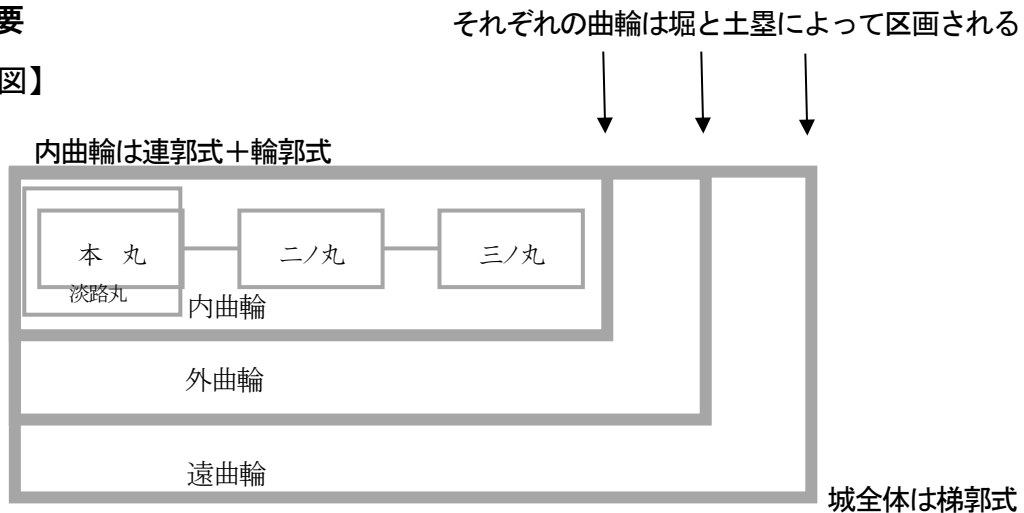 要
それぞれの曲輪は堀と土塁によって区画される
図】
内曲輪は連郭式＋輪郭式
本　丸
二ノ丸
三ノ丸
淡路丸
内曲輪
外曲輪
遠曲輪
城全体は梯郭式